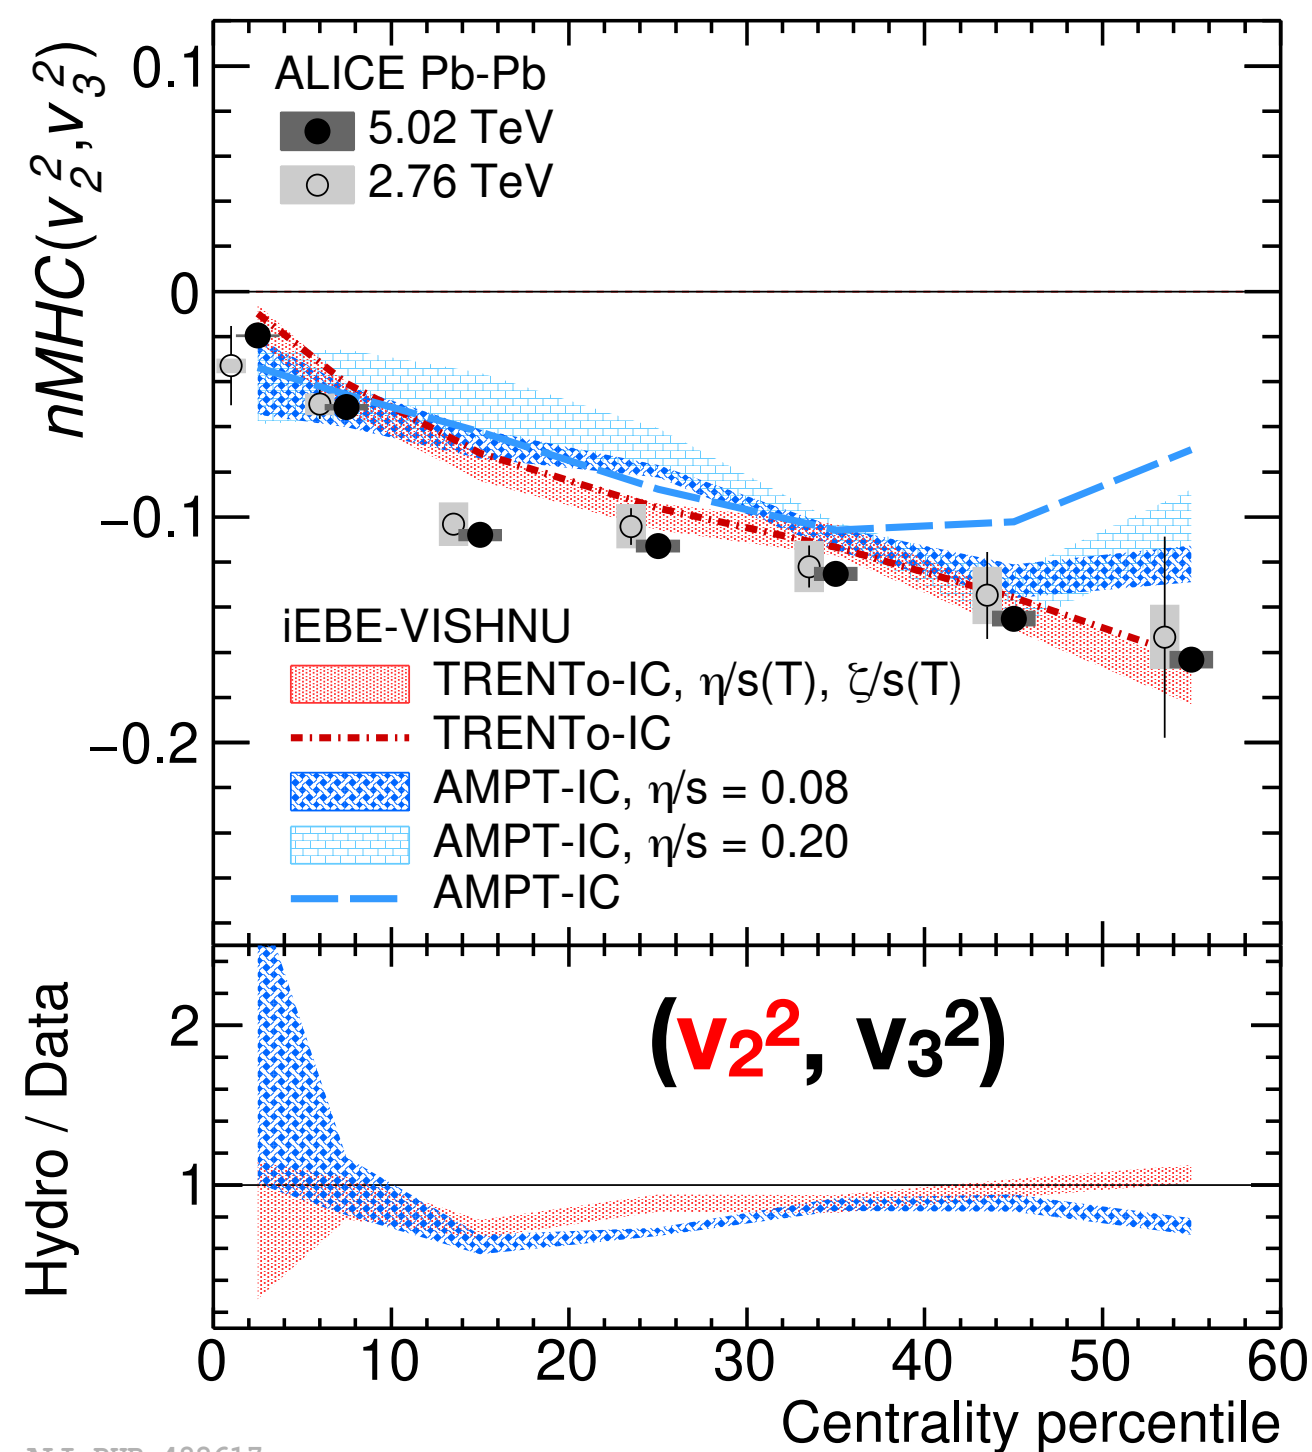 nMHC(v₂²,v₃²)
0.1
0
−0.1
−0.2
ALICE Pb-Pb
5.02 TeV
2.76 TeV
iEBE-VISHNU
TRENTo-IC, η/s(T), ζ/s(T)
TRENTo-IC
AMPT-IC, η/s = 0.08
AMPT-IC, η/s = 0.20
AMPT-IC
Hydro / Data
2
1
(v₂², v₃²)
0 10 20 30 40 50 60
Centrality percentile